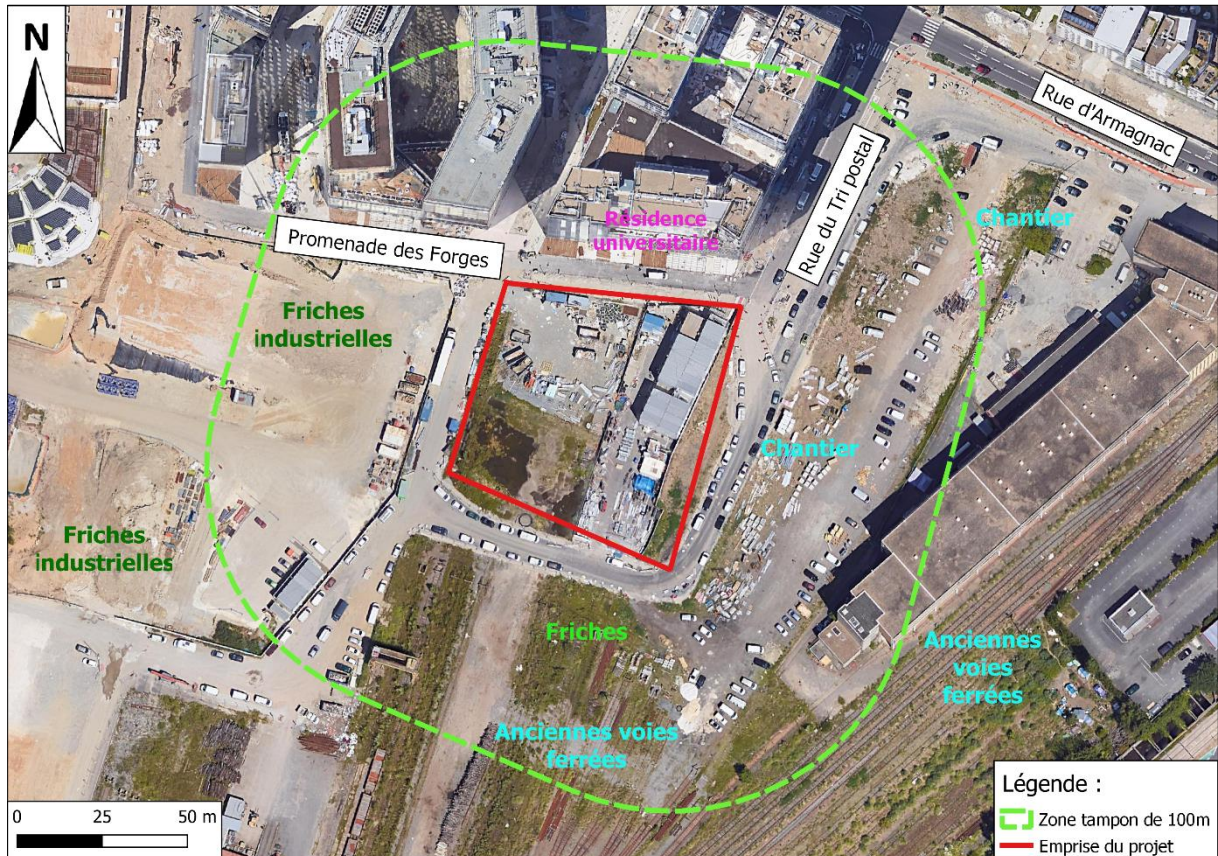 N
Rue d'Armagnac
Rue du Tri postal
Résidence
universitaire
Chantier
Promenade des Forges
Friches
industrielles
Chantier
Friches
industrielles
Friches
Anciennes
voies
ferrées
Anciennes voies
ferrées
0 25 50 m
Légende :
Zone tampon de 100m
Emprise du projet